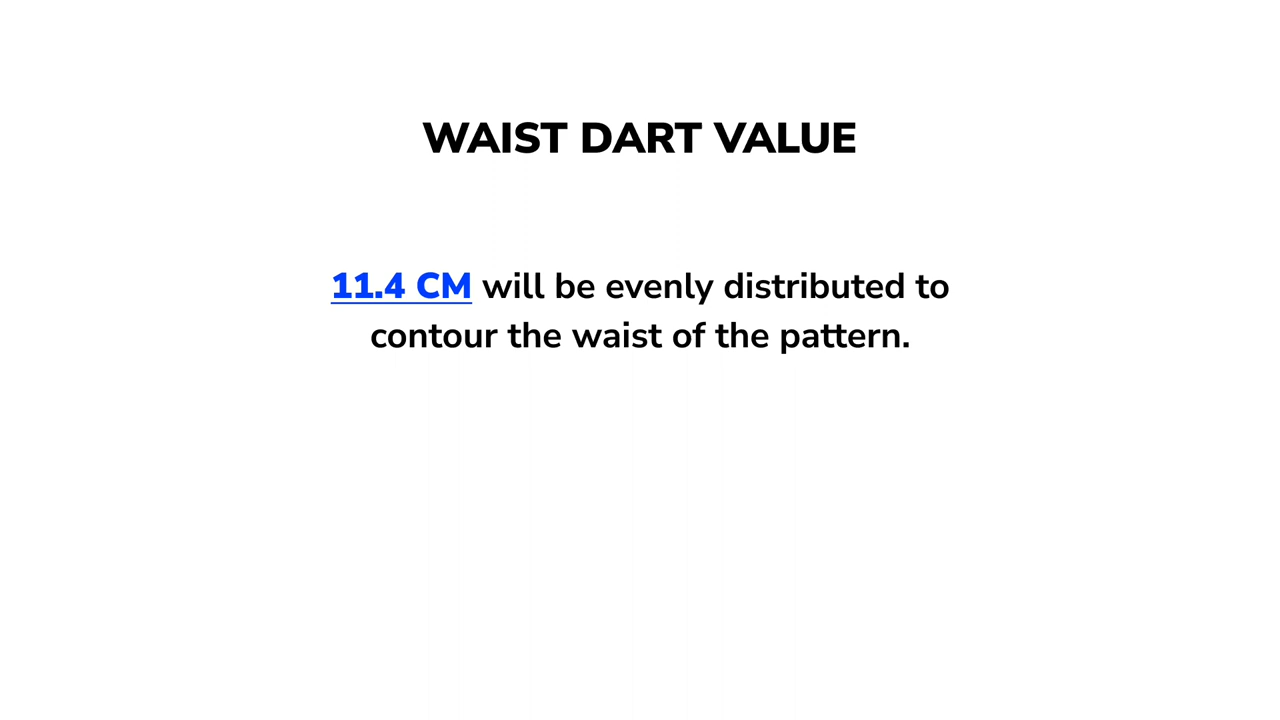 WAIST DART VALUE
11.4 CM will be evenly distributed to
contour the waist of the pattern.